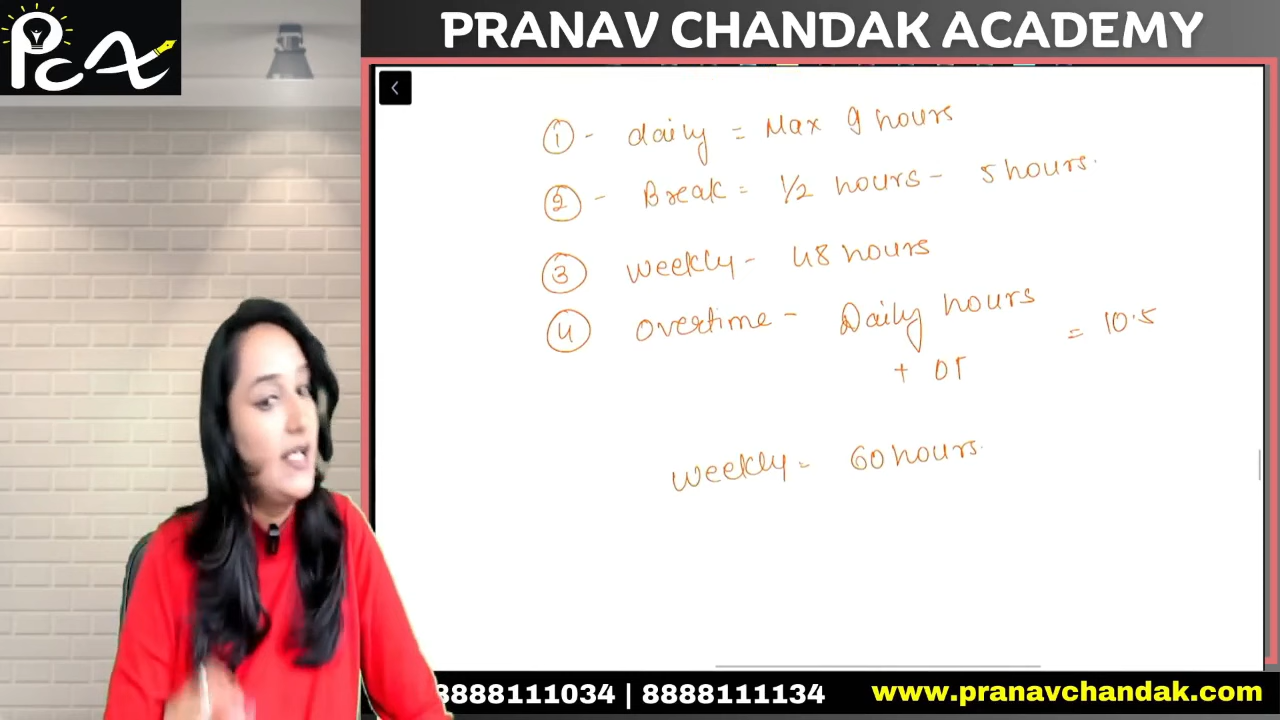 PCA
PRANAV CHANDAK ACADEMY
① - daily = Max 9 hours
② - Break = 1/2 hours - 5 hours.
③ weekly - 48 hours
④ overtime - Daily hours
+ OT = 10.5
weekly = 60 hours.
8888111034 | 8888111134 www.pranavchandak.com